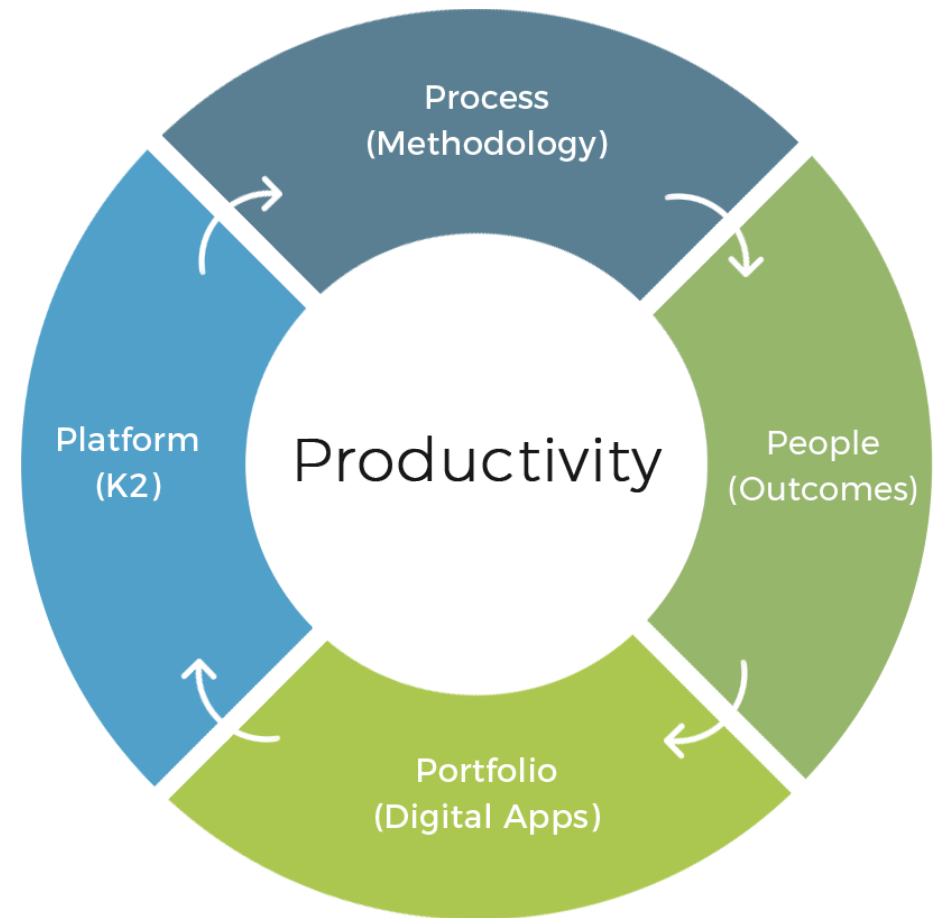 Process
(Methodology)
Platform
(K2)
Productivity
People
(Outcomes)
Portfolio
(Digital Apps)